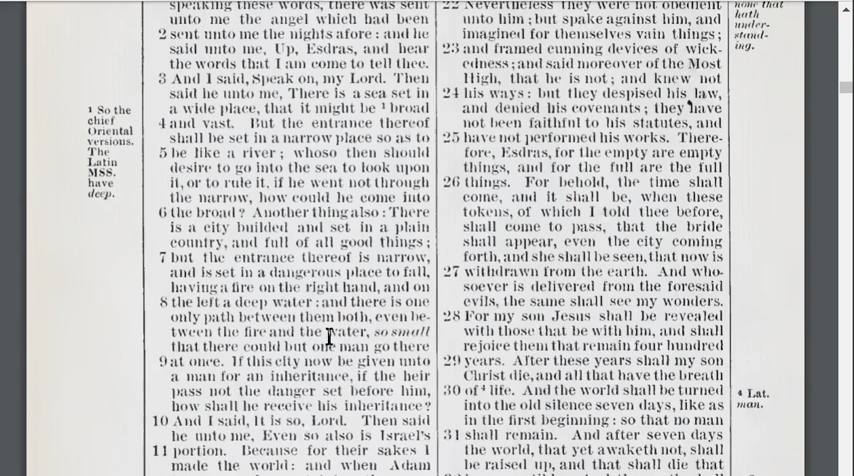 speaking these words, there was sent
unto me the angel which had been
2 sent unto me the nights afore: and he
said unto me, Up, Esdras, and hear
the words that I am come to tell thee.
3 And I said, Speak on, my Lord. Then
said he unto me, There is a sea set in
a wide place, that it might be ¹ broad
4 and vast. But the entrance thereof
shall be set in a narrow place so as to
5 be like a river; whoso then should
desire to go into the sea to look upon
it, or to rule it, if he went not through
the narrow, how could he come into
6 the broad? Another thing also: There
is a city builded and set in a plain
country, and full of all good things;
7 but the entrance thereof is narrow,
and is set in a dangerous place to fall,
having a fire on the right hand, and on
8 the left a deep water: and there is one
only path between them both, even be-
tween the fire and the water, so small
that there could but one man go there
9 at once. If this city now be given unto
a man for an inheritance, if the heir
pass not the danger set before him,
how shall he receive his inheritance?
10 And I said, It is so, Lord. Then said
he unto me, Even so also is Israel's
11 portion. Because for their sakes I
made the world: and when Adam
1 So the
chief
Oriental
versions.
The
Latin
MSS.
have
deep.
22 Nevertheless they were not obedient
unto him; but spake against him, and
imagined for themselves vain things;
23 and framed cunning devices of wick-
edness; and said moreover of the Most
High, that he is not; and knew not
24 his ways: but they despised his law,
and denied his covenants; they have
not been faithful to his statutes, and
25 have not performed his works. There-
fore, Esdras, for the empty are empty
things, and for the full are the full
26 things. For behold, the time shall
come, and it shall be, when these
tokens, of which I told thee before,
shall come to pass, that the bride
shall appear, even the city coming
forth, and she shall be seen, that now is
27 withdrawn from the earth. And who-
soever is delivered from the foresaid
evils, the same shall see my wonders.
28 For my son Jesus shall be revealed
with those that be with him, and shall
rejoice them that remain four hundred
29 years. After these years shall my son
Christ die, and all that have the breath
30 of ⁴ life. And the world shall be turned
into the old silence seven days, like as
in the first beginning: so that no man
31 shall remain. And after seven days
the world, that yet awaketh not, shall
be raised up, and that shall die that
none that
hath
under-
stand-
ing.
4 Lat.
man.